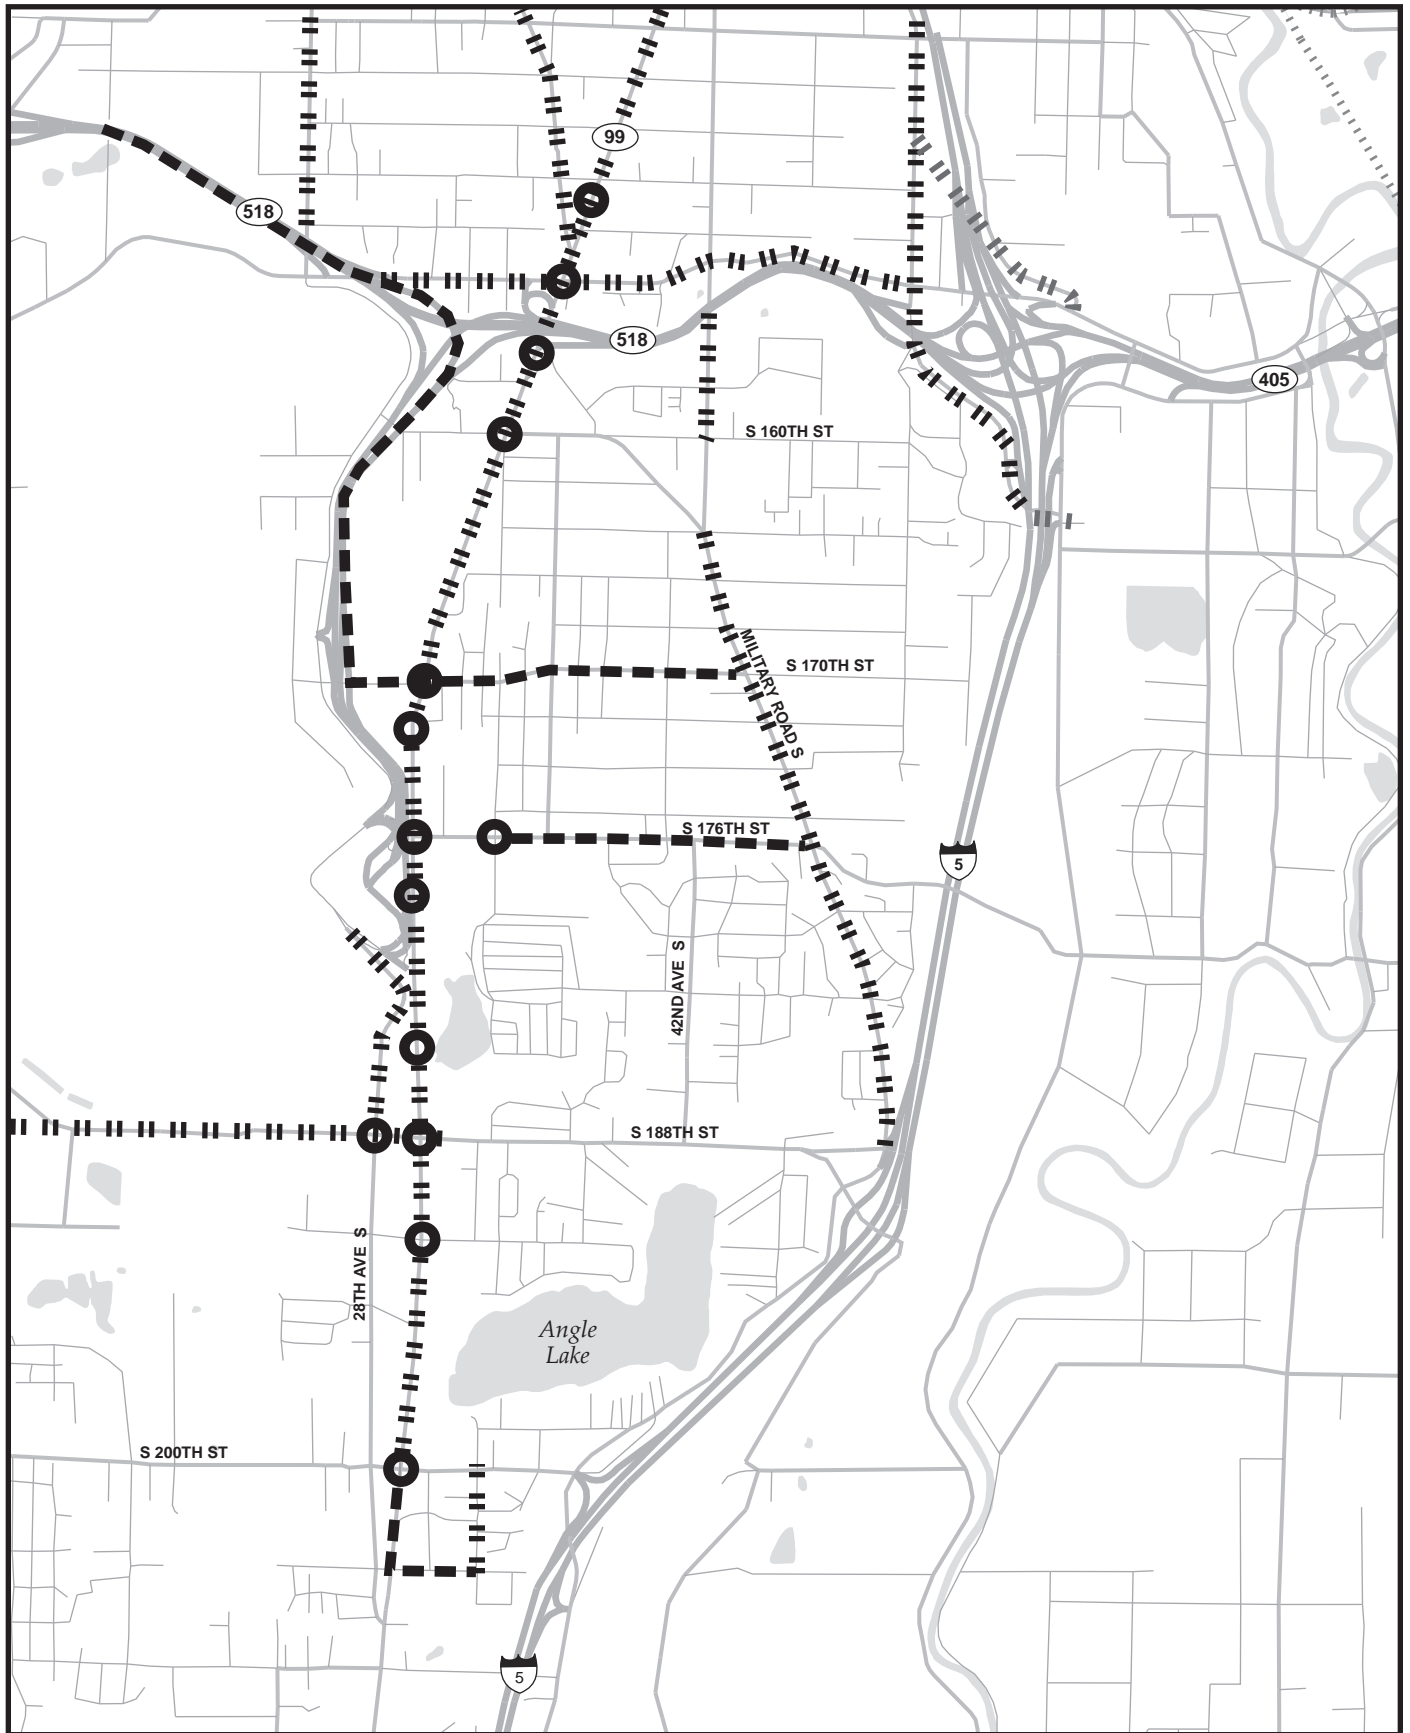 99
518
518
405
S 160TH ST
MILITARY ROAD S
S 170TH ST
S 176TH ST
5
42ND AVE S
S 188TH ST
28TH AVE S
Angle
Lake
S 200TH ST
5